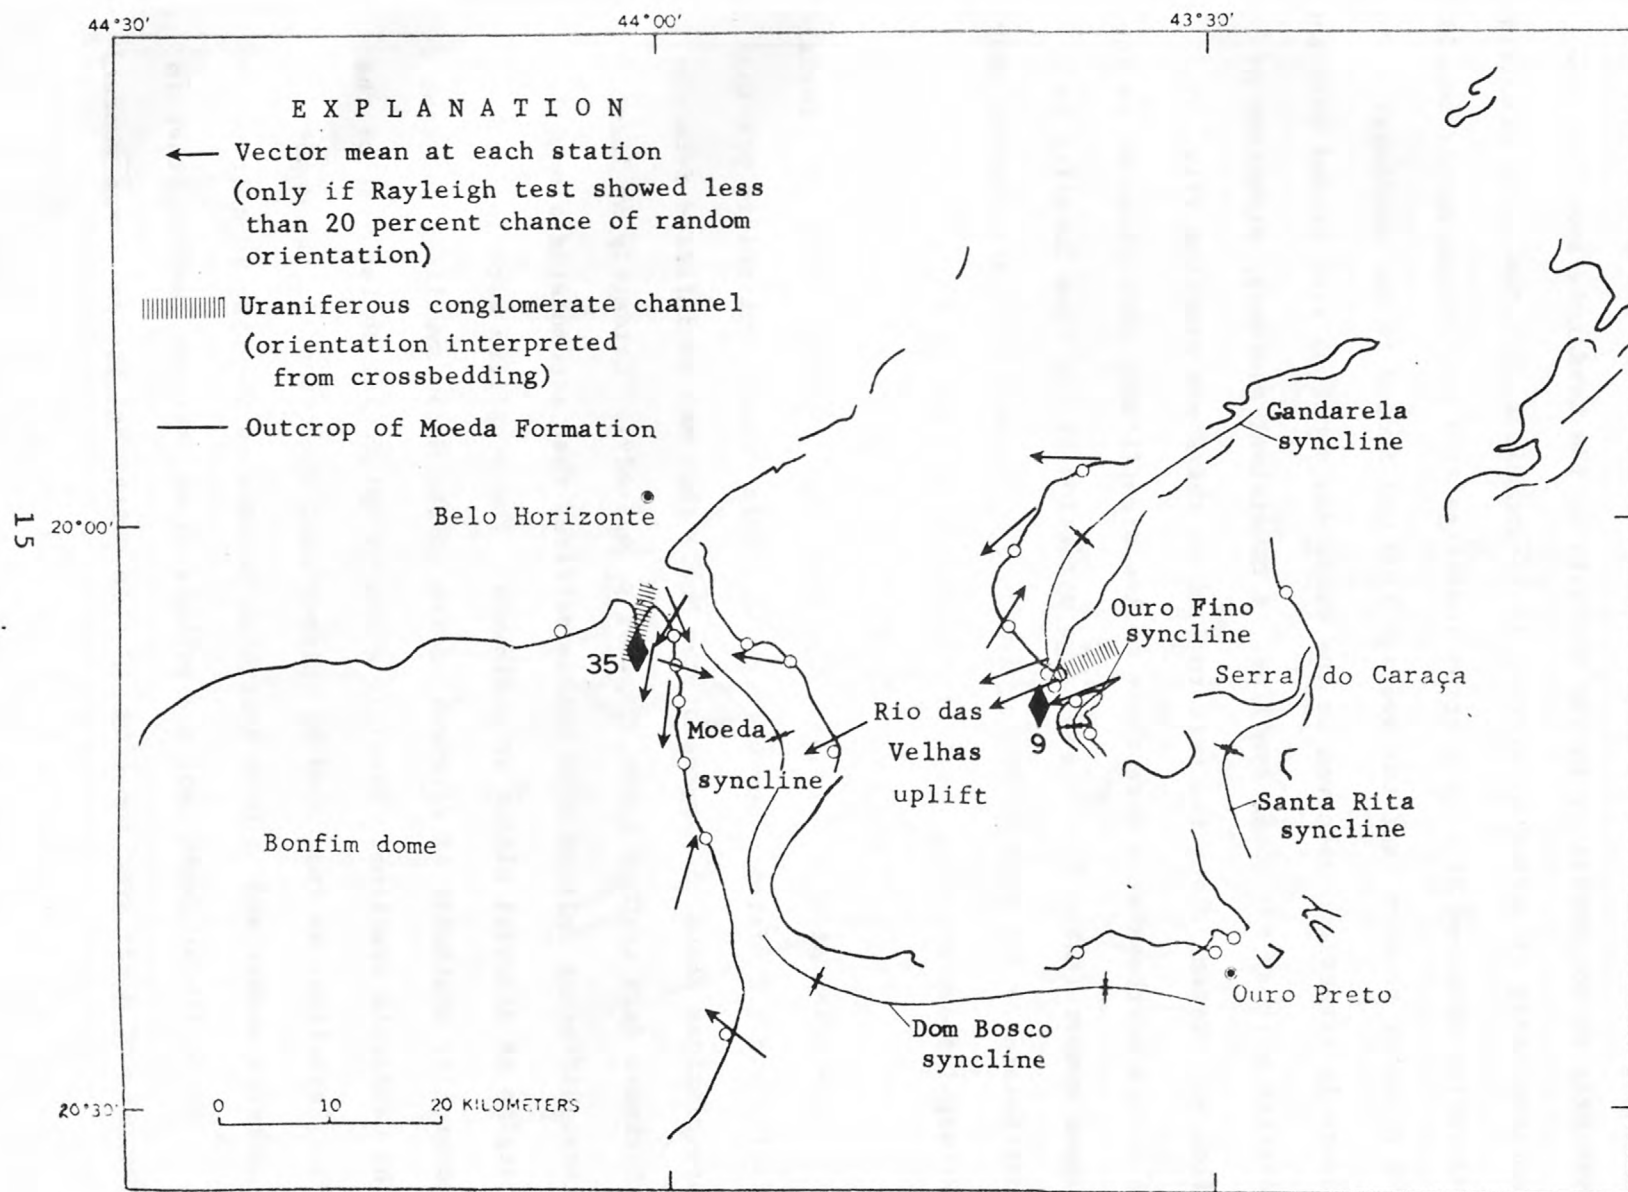 44°30' 44°00' 43°30'
EXPLANATION
Vector mean at each station
(only if Rayleigh test showed less
than 20 percent chance of random
orientation)
Uraniferous conglomerate channel
(orientation interpreted
from crossbedding)
Outcrop of Moeda Formation
Gandarela
syncline
Belo Horizonte
20°00'
15
Ouro Fino
syncline
35
Serra do Caraça
Rio das
Velhas
uplift
9
Moeda
syncline
Santa Rita
syncline
Bonfim dome
Ouro Preto
Dom Bosco
syncline
20°30'
0 10 20 KILOMETERS